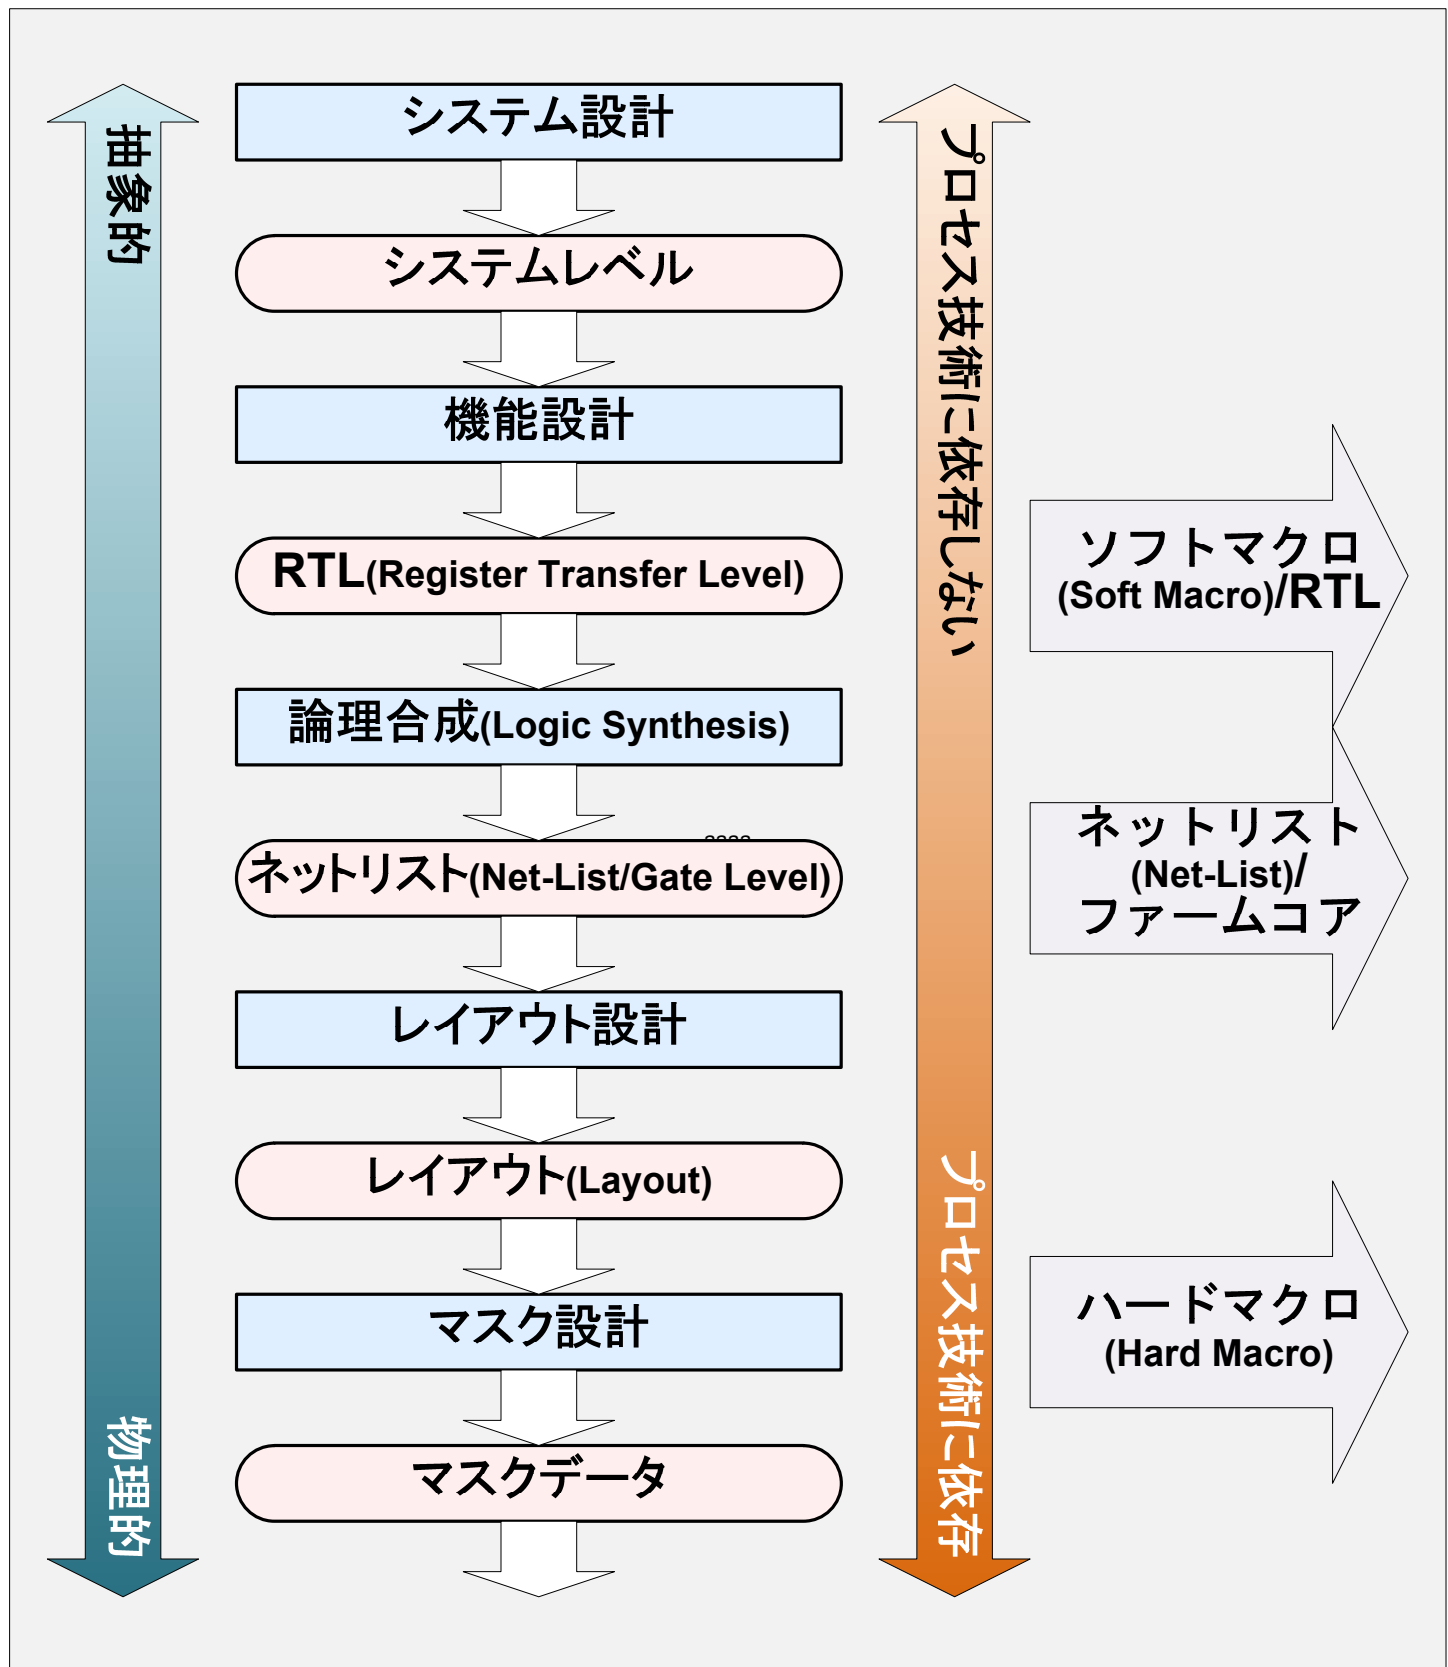 抽象的
物理的
システム設計
システムレベル
機能設計
RTL(Register Transfer Level)
論理合成(Logic Synthesis)
ネットリスト(Net-List/Gate Level)
レイアウト設計
レイアウト(Layout)
マスク設計
マスクデータ
プロセス技術に依存しない
プロセス技術に依存
ソフトマクロ
(Soft Macro)/RTL
ネットリスト
(Net-List)/
ファームコア
ハードマクロ
(Hard Macro)